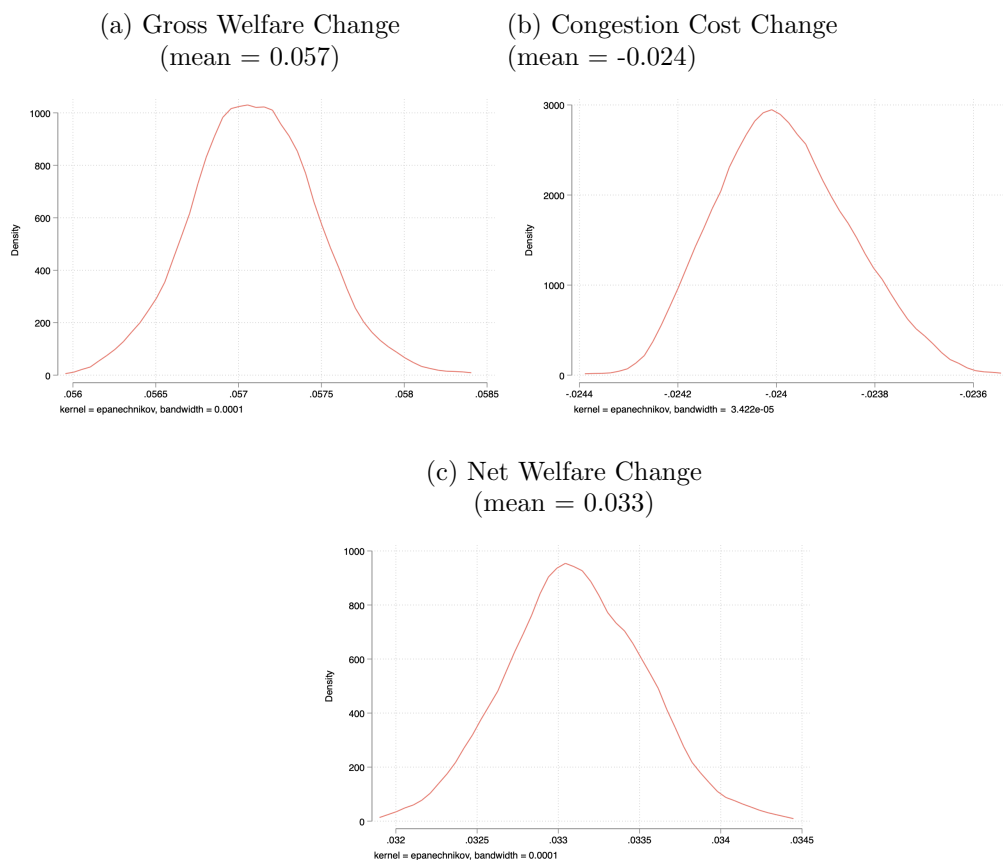 (a) Gross Welfare Change
(mean = 0.057)
1000
800
600
400
200
0
Density
.056 .0565 .057 .0575 .058 .0585
kernel = epanechnikov, bandwidth = 0.0001
(b) Congestion Cost Change
(mean = -0.024)
3000
2000
1000
0
Density
-.0244 -.0242 -.024 -.0238 -.0236
kernel = epanechnikov, bandwidth = 3.422e-05
(c) Net Welfare Change
(mean = 0.033)
1000
800
600
400
200
0
Density
.032 .0325 .033 .0335 .034 .0345
kernel = epanechnikov, bandwidth = 0.0001